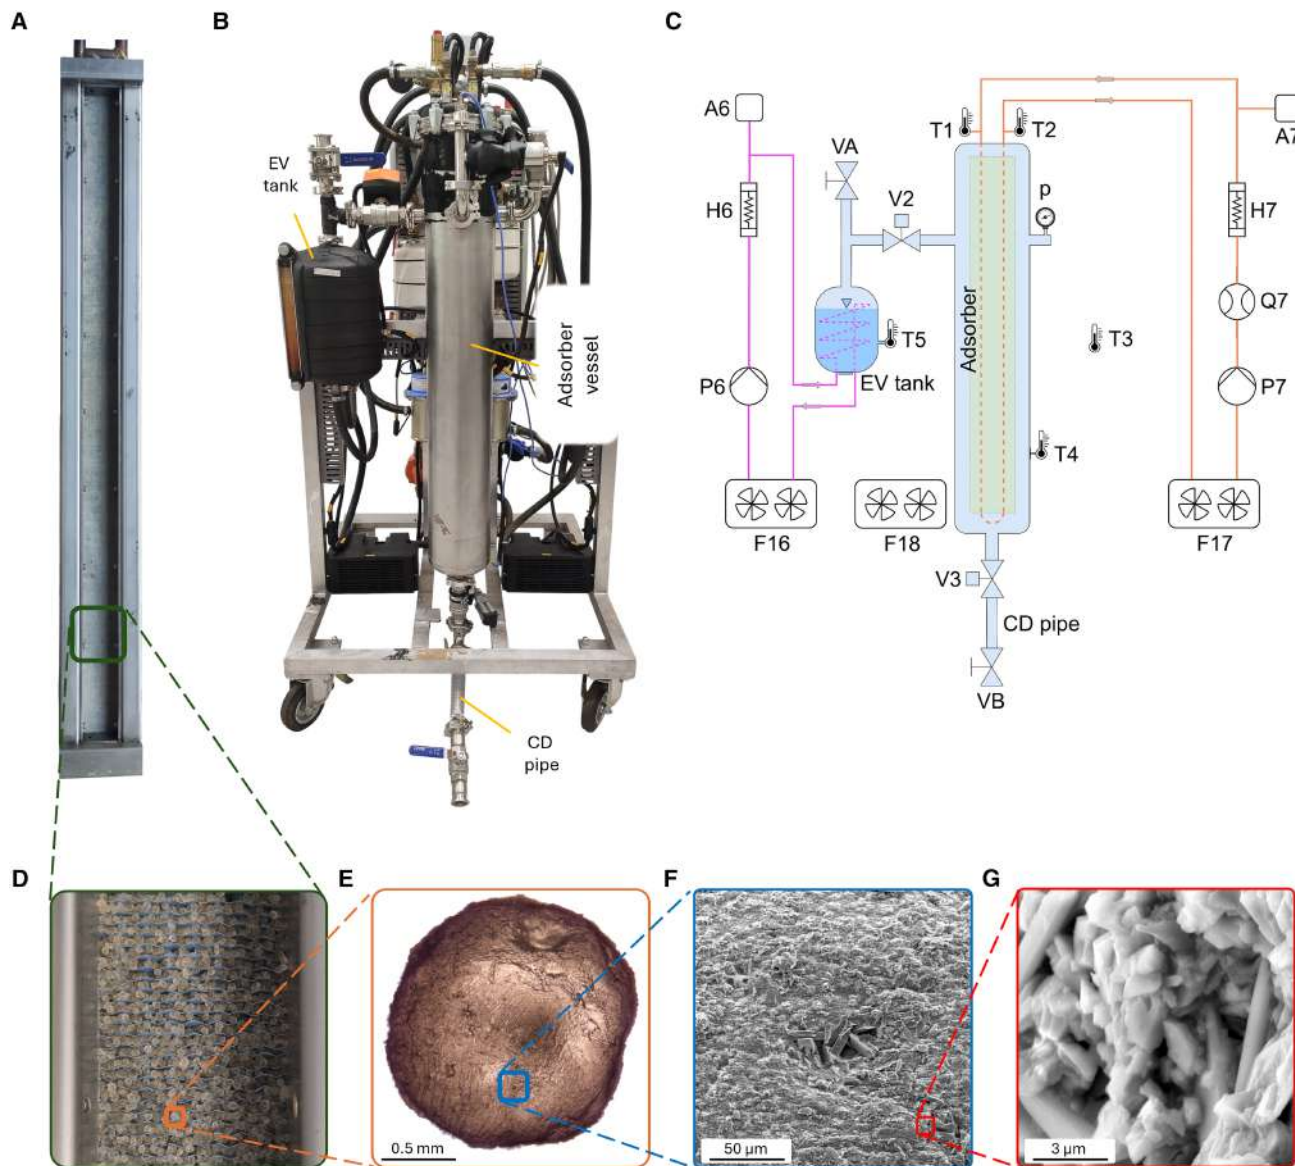 A
B
C
EV
tank
Adsorber
vessel
CD
pipe
A6
VA
T1
T2
A7
H6
V2
p
H7
Adsorber
Q7
T5
T3
P6
EV tank
P7
T4
F16
F18
F17
V3
CD pipe
VB
D
E
F
G
0.5 mm
50 µm
3 µm